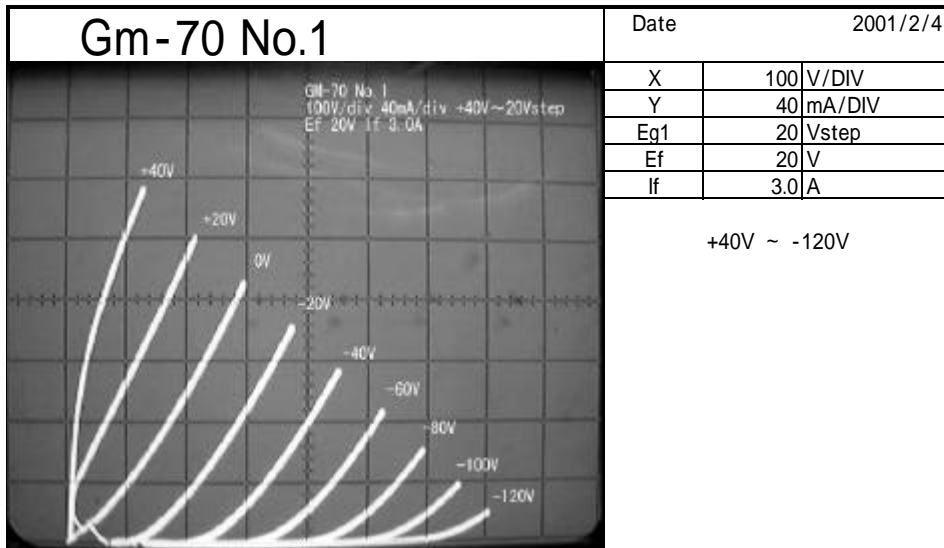 Gm-70 No.1
Date 2001/2/4
X 100 V/DIV
Y 40 mA/DIV
Eg1 20 Vstep
Ef 20 V
If 3.0 A
+40V ~ -120V
GM-70 No.1
100V/div 40mA/div +40V～20Vstep
Ef 20V If 3.0A
+40V
+20V
0V
-20V
-40V
-60V
-80V
-100V
-120V